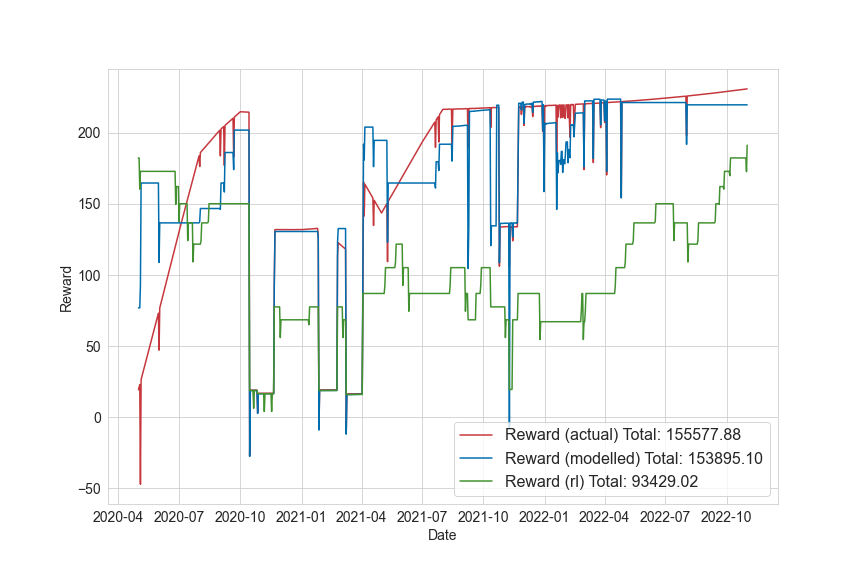 Reward
200
150
100
50
0
−50
2020-04 2020-07 2020-10 2021-01 2021-04 2021-07 2021-10 2022-01 2022-04 2022-07 2022-10
Date
Reward (actual) Total: 155577.88
Reward (modelled) Total: 153895.10
Reward (rl) Total: 93429.02